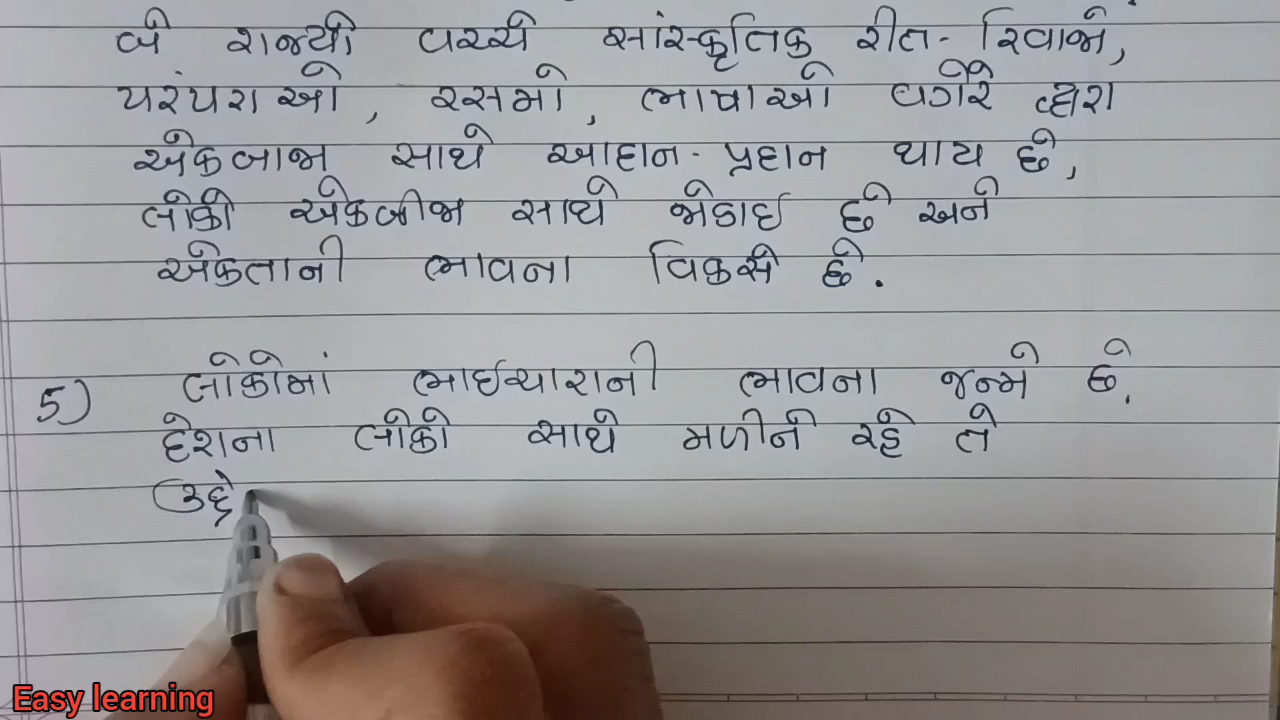 બે રાજ્યો વચ્ચે સાંસ્કૃતિક રીત-રિવાજો,
પરંપરાઓ, રસમો, ભાષાઓ વગેરે દ્વારા
એકબીજા સાથે આદાન-પ્રદાન થાય છે,
લોકો એકબીજા સાથે જોડાઈ છે અને
એકતાની ભાવના વિકસે છે.
5) લોકોમાં ભાઈચારાની ભાવના જન્મે છે.
દેશના લોકો સાથે મળીને રહે તે
ઉદ્દે
Easy learning